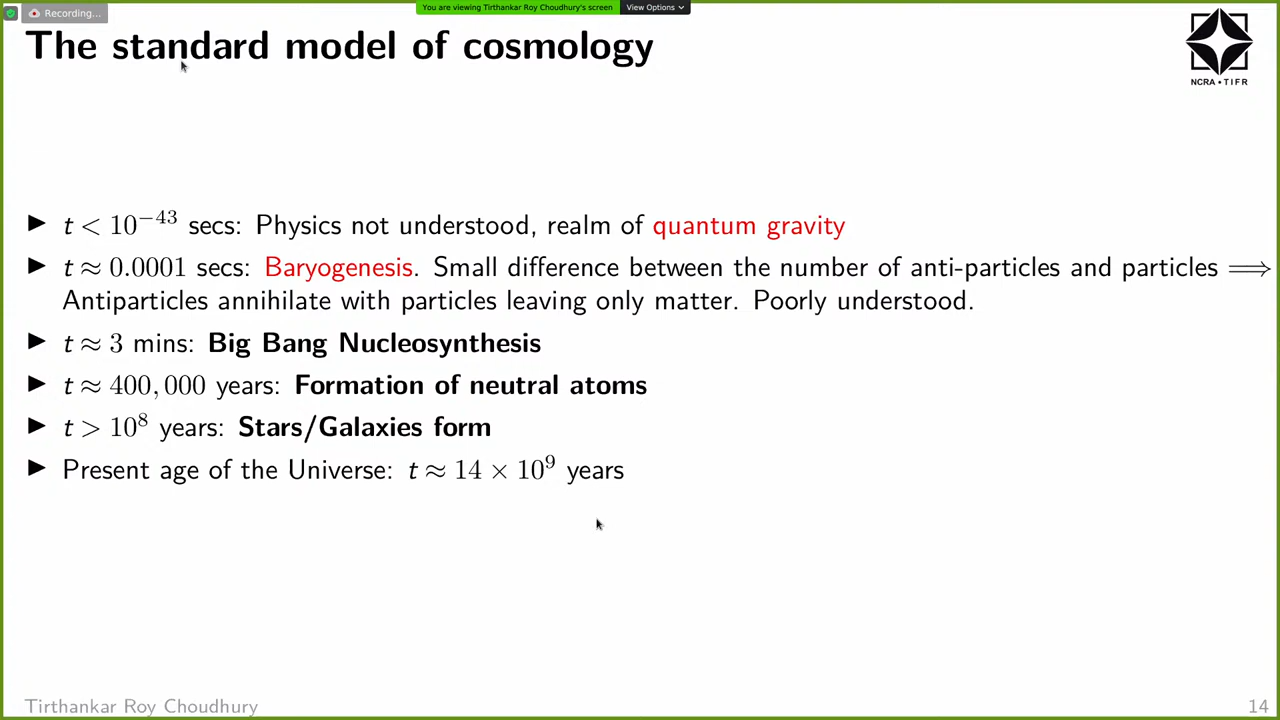 Recording...
You are viewing Tirthankar Roy Choudhury's screen
View Options
The standard model of cosmology
NCRA • TIFR
► t < 10⁻⁴³ secs: Physics not understood, realm of quantum gravity
► t ≈ 0.0001 secs: Baryogenesis. Small difference between the number of anti-particles and particles ⟹
Antiparticles annihilate with particles leaving only matter. Poorly understood.
► t ≈ 3 mins: Big Bang Nucleosynthesis
► t ≈ 400,000 years: Formation of neutral atoms
► t > 10⁸ years: Stars/Galaxies form
► Present age of the Universe: t ≈ 14 × 10⁹ years
Tirthankar Roy Choudhury
14